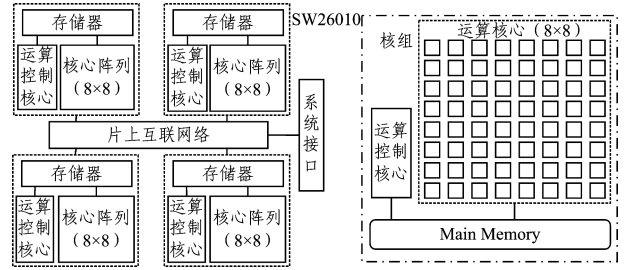 存储器
运算
控制
核心
核心阵列
（8×8）
存储器
运算
控制
核心
核心阵列
（8×8）
片上互联网络
系统接口
存储器
运算
控制
核心
核心阵列
（8×8）
存储器
运算
控制
核心
核心阵列
（8×8）
SW26010
核组
运算核心（8×8）
运算
控制
核心
Main Memory